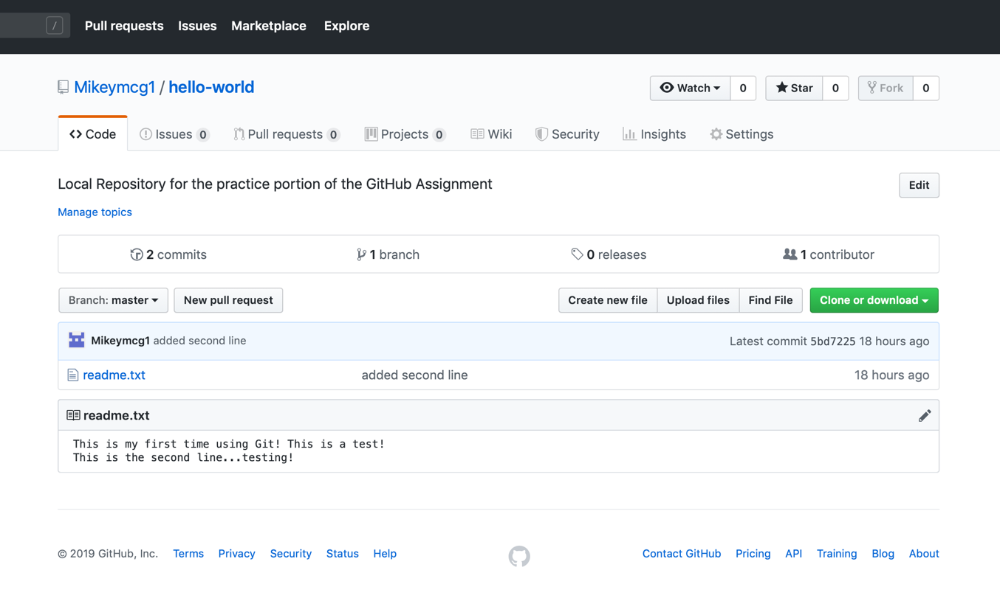 / Pull requests Issues Marketplace Explore
Mikeymcg1 / hello-world Watch 0 Star 0 Fork 0
Code Issues 0 Pull requests 0 Projects 0 Wiki Security Insights Settings
Local Repository for the practice portion of the GitHub Assignment Edit
Manage topics
2 commits 1 branch 0 releases 1 contributor
Branch: master New pull request Create new file Upload files Find File Clone or download
Mikeymcg1 added second line Latest commit 5bd7225 18 hours ago
readme.txt added second line 18 hours ago
readme.txt
This is my first time using Git! This is a test!
This is the second line...testing!
© 2019 GitHub, Inc. Terms Privacy Security Status Help Contact GitHub Pricing API Training Blog About